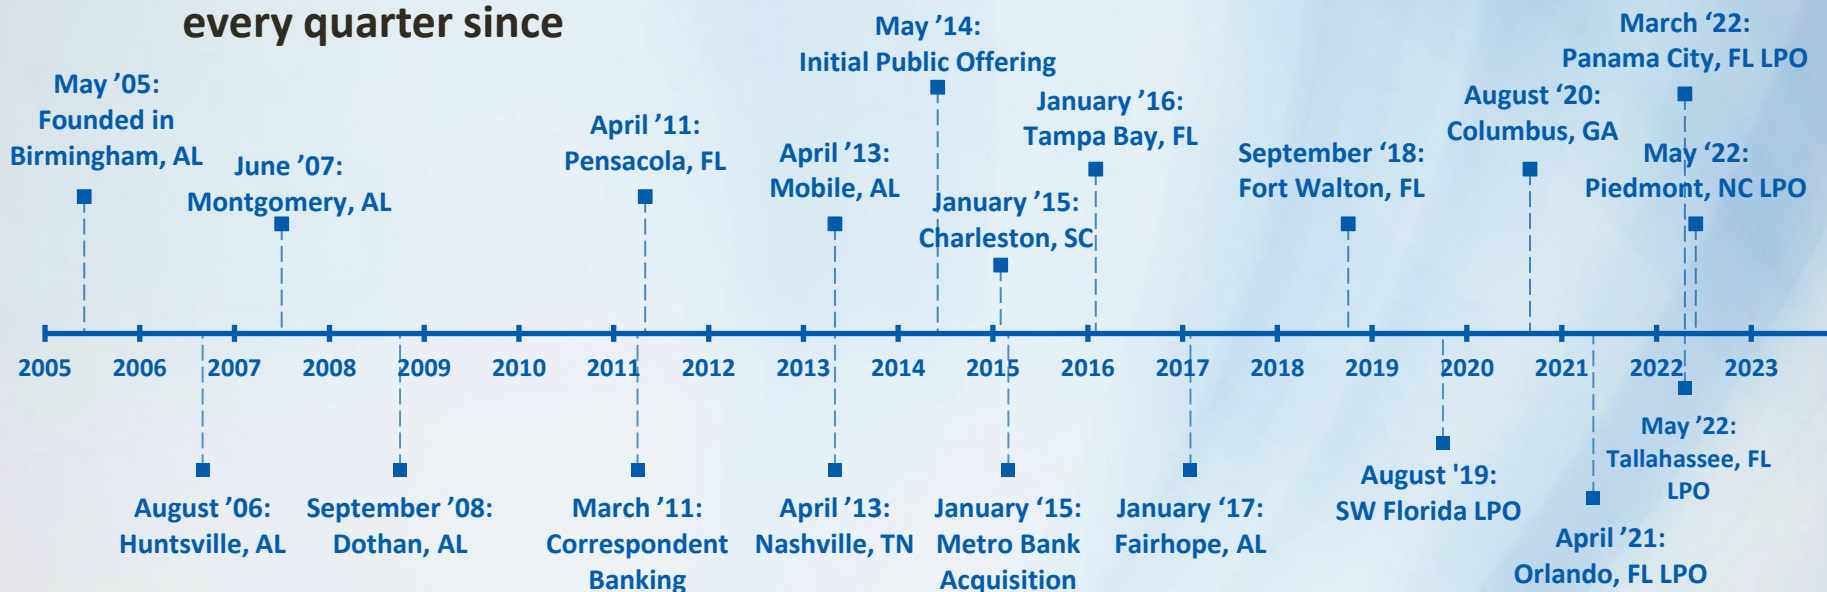 every quarter since
May ’05:
Founded in
Birmingham, AL
June ’07:
Montgomery, AL
April ’11:
Pensacola, FL
April ’13:
Mobile, AL
May ’14:
Initial Public Offering
January ’15:
Charleston, SC
January ’16:
Tampa Bay, FL
September ‘18:
Fort Walton, FL
August ‘20:
Columbus, GA
March ’22:
Panama City, FL LPO
May ‘22:
Piedmont, NC LPO
2005 2006 2007 2008 2009 2010 2011 2012 2013 2014 2015 2016 2017 2018 2019 2020 2021 2022 2023
August ’06:
Huntsville, AL
September ’08:
Dothan, AL
March ’11:
Correspondent
Banking
April ’13:
Nashville, TN
January ‘15:
Metro Bank
Acquisition
January ‘17:
Fairhope, AL
August '19:
SW Florida LPO
April ’21:
Orlando, FL LPO
May ’22:
Tallahassee, FL
LPO